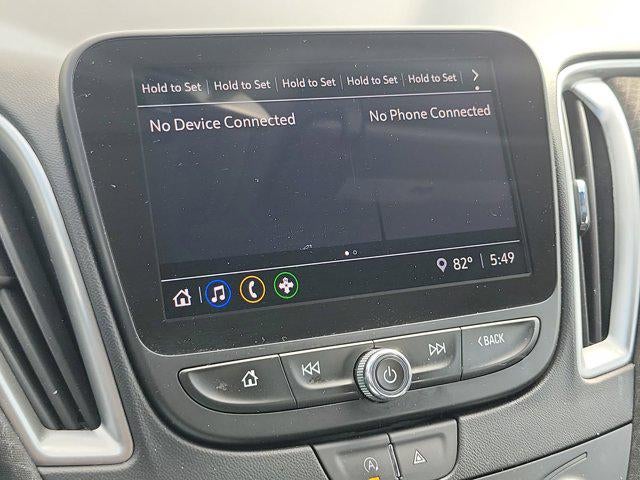 Hold to Set Hold to Set Hold to Set Hold to Set Hold to Set
No Device Connected No Phone Connected
82° 5:49
BACK
A